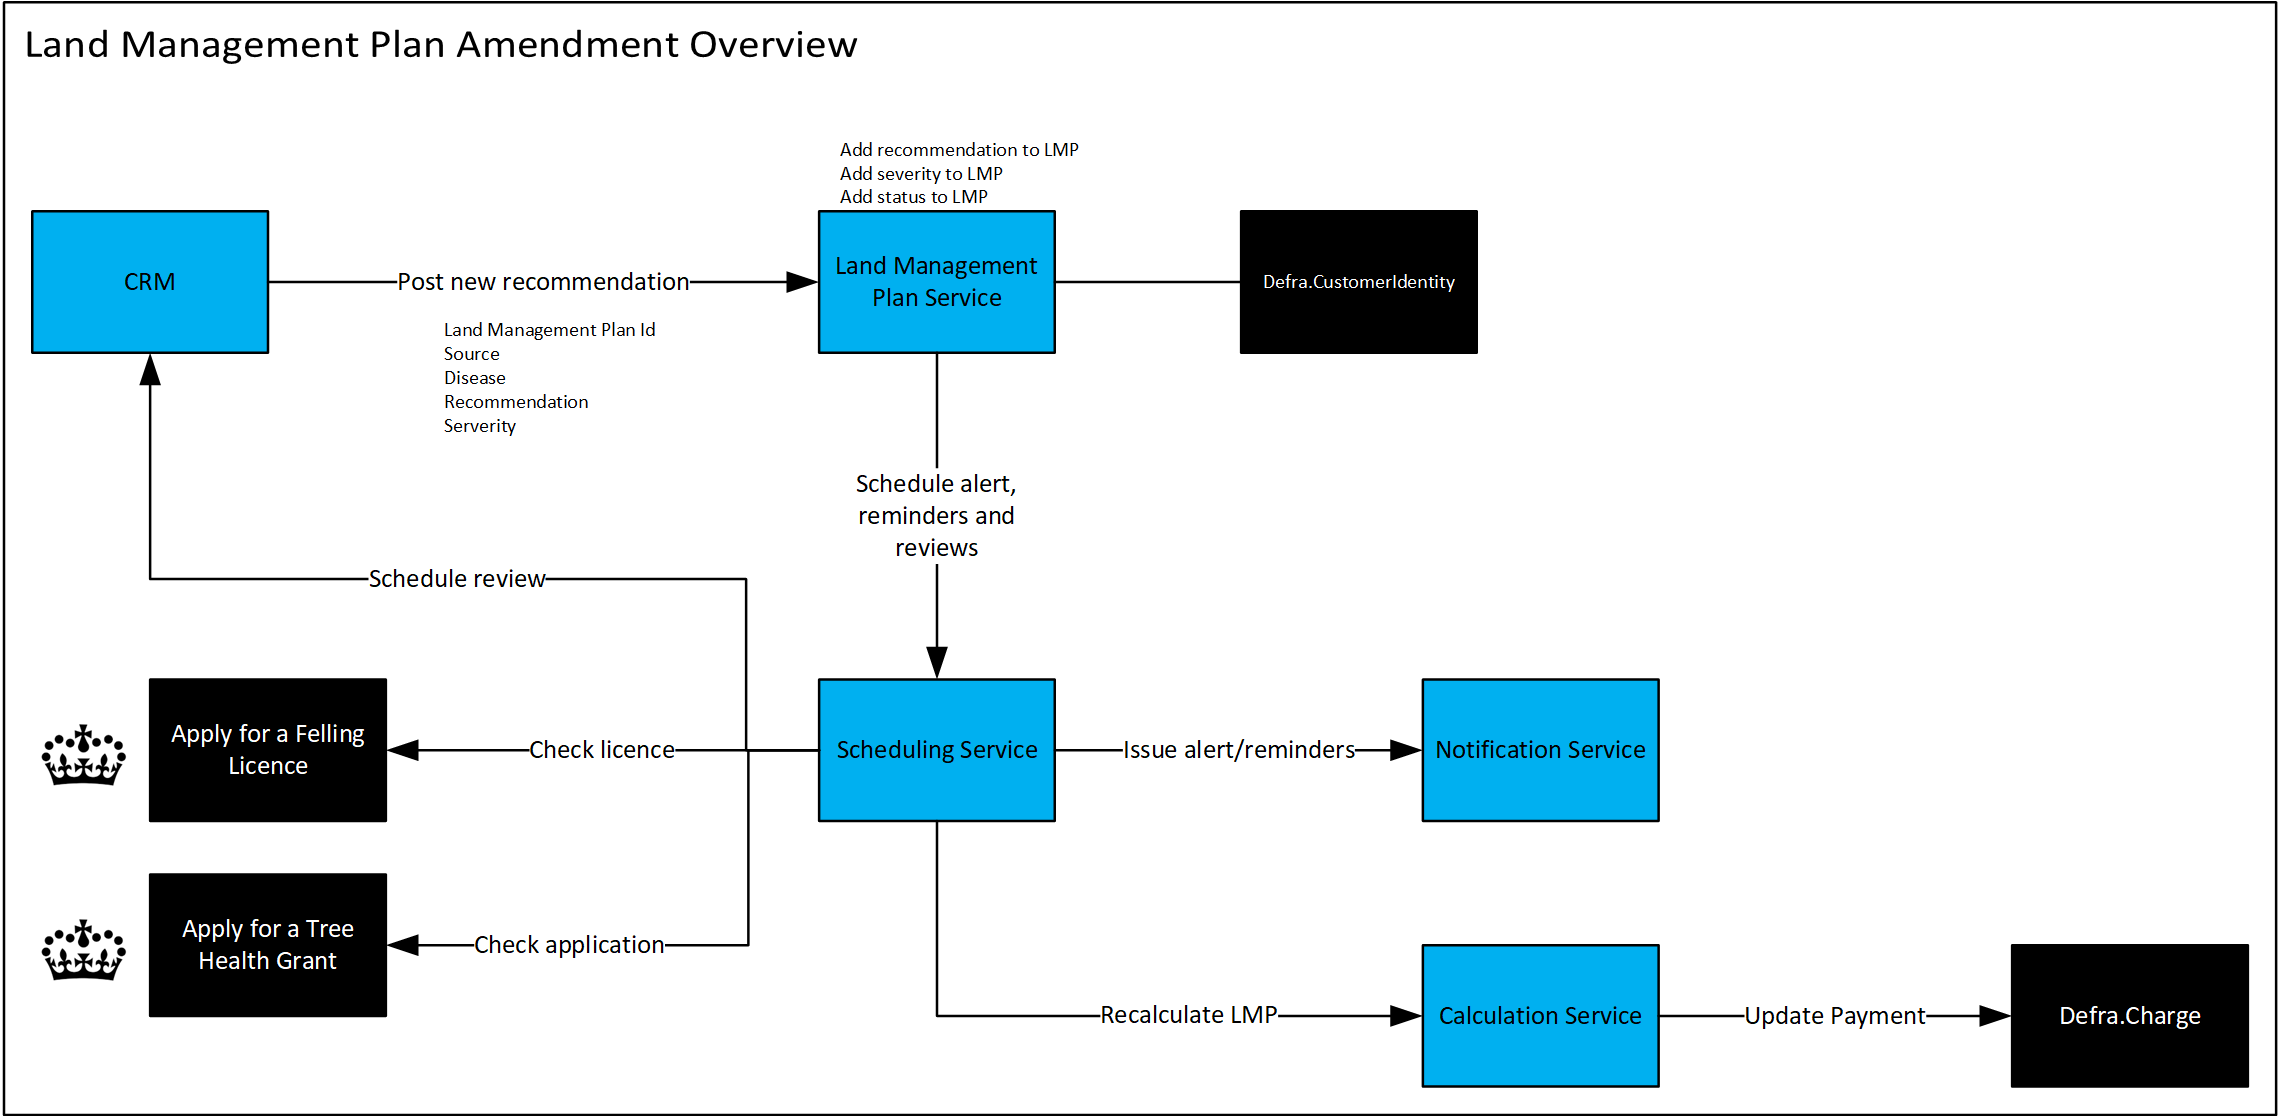 Land Management Plan Amendment Overview
Add recommendation to LMP
Add severity to LMP
Add status to LMP
CRM
Post new recommendation
Land Management
Plan Service
Defra.CustomerIdentity
Land Management Plan Id
Source
Disease
Recommendation
Serverity
Schedule alert,
reminders and
reviews
Schedule review
Apply for a Felling
Licence
Check licence
Scheduling Service
Issue alert/reminders
Notification Service
Apply for a Tree
Health Grant
Check application
Recalculate LMP
Calculation Service
Update Payment
Defra.Charge